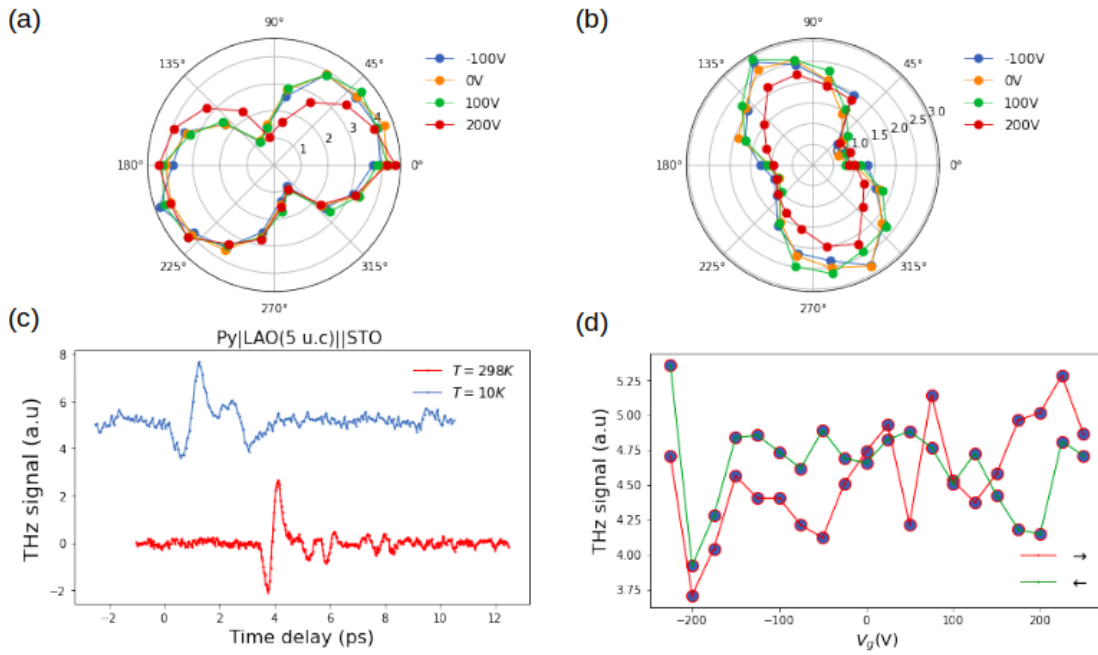 (a)
90°
135°
45°
180°
0°
225°
315°
270°
1
2
3
4
-100V
0V
100V
200V
(b)
90°
135°
45°
180°
0°
225°
315°
270°
1.0
1.5
2.0
2.5
3.0
-100V
0V
100V
200V
(c)
Py|LAO(5 u.c)||STO
T = 298K
T = 10K
THz signal (a.u)
8
6
4
2
0
−2
−2
0
2
4
6
8
10
12
Time delay (ps)
(d)
THz signal (a.u)
5.25
5.00
4.75
4.50
4.25
4.00
3.75
→
←
−200
−100
0
100
200
Vg(V)